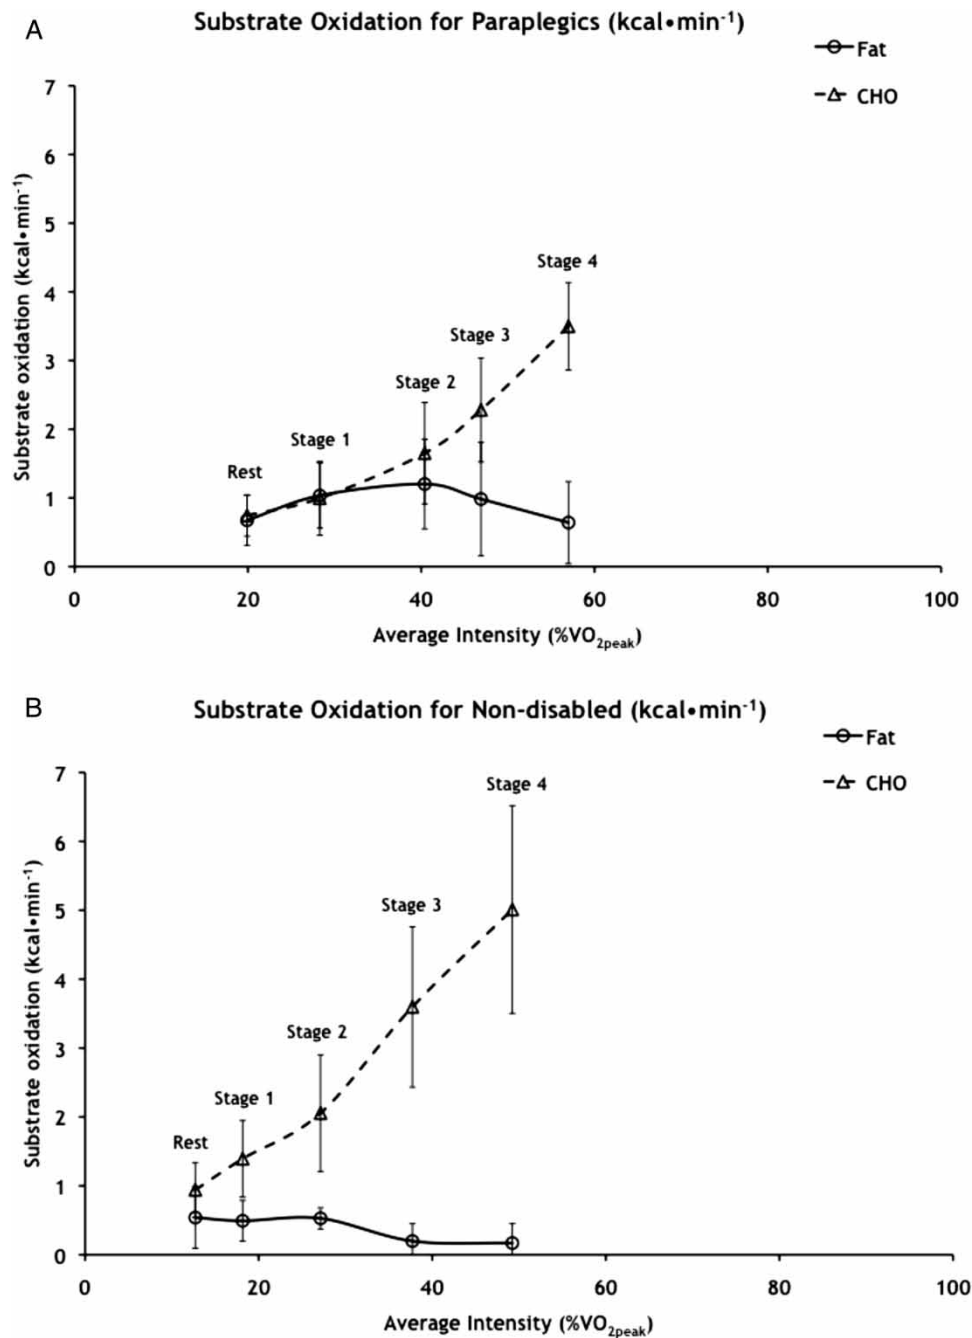 A
Substrate Oxidation for Paraplegics (kcal•min⁻¹)
Fat
CHO
7
6
5
4
3
2
1
0
Substrate oxidation (kcal•min⁻¹)
Rest
Stage 1
Stage 2
Stage 3
Stage 4
0 20 40 60 80 100
Average Intensity (%VO₂peak)
B
Substrate Oxidation for Non-disabled (kcal•min⁻¹)
Fat
CHO
7
6
5
4
3
2
1
0
Substrate oxidation (kcal•min⁻¹)
Rest
Stage 1
Stage 2
Stage 3
Stage 4
0 20 40 60 80 100
Average Intensity (%VO₂peak)